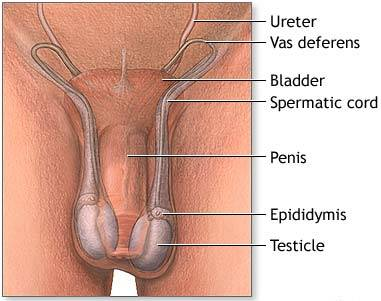 Ureter
Vas deferens
Bladder
Spermatic cord
Penis
Epididymis
Testicle